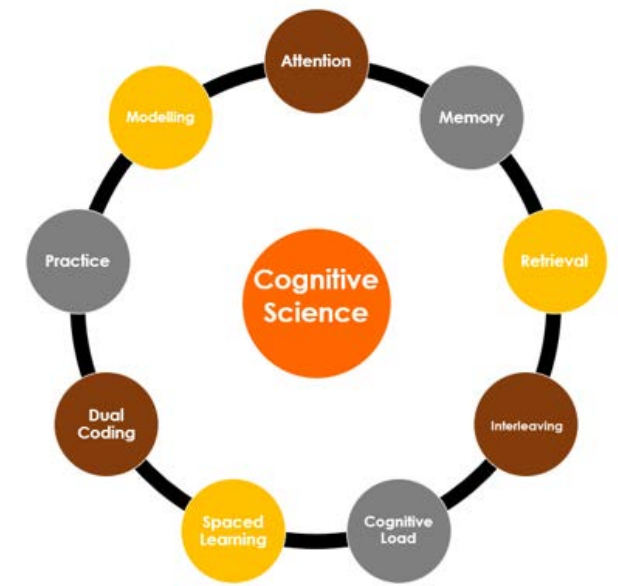 Attention
Memory
Retrieval
Interleaving
Cognitive
Load
Spaced
Learning
Dual
Coding
Practice
Modelling
Cognitive
Science